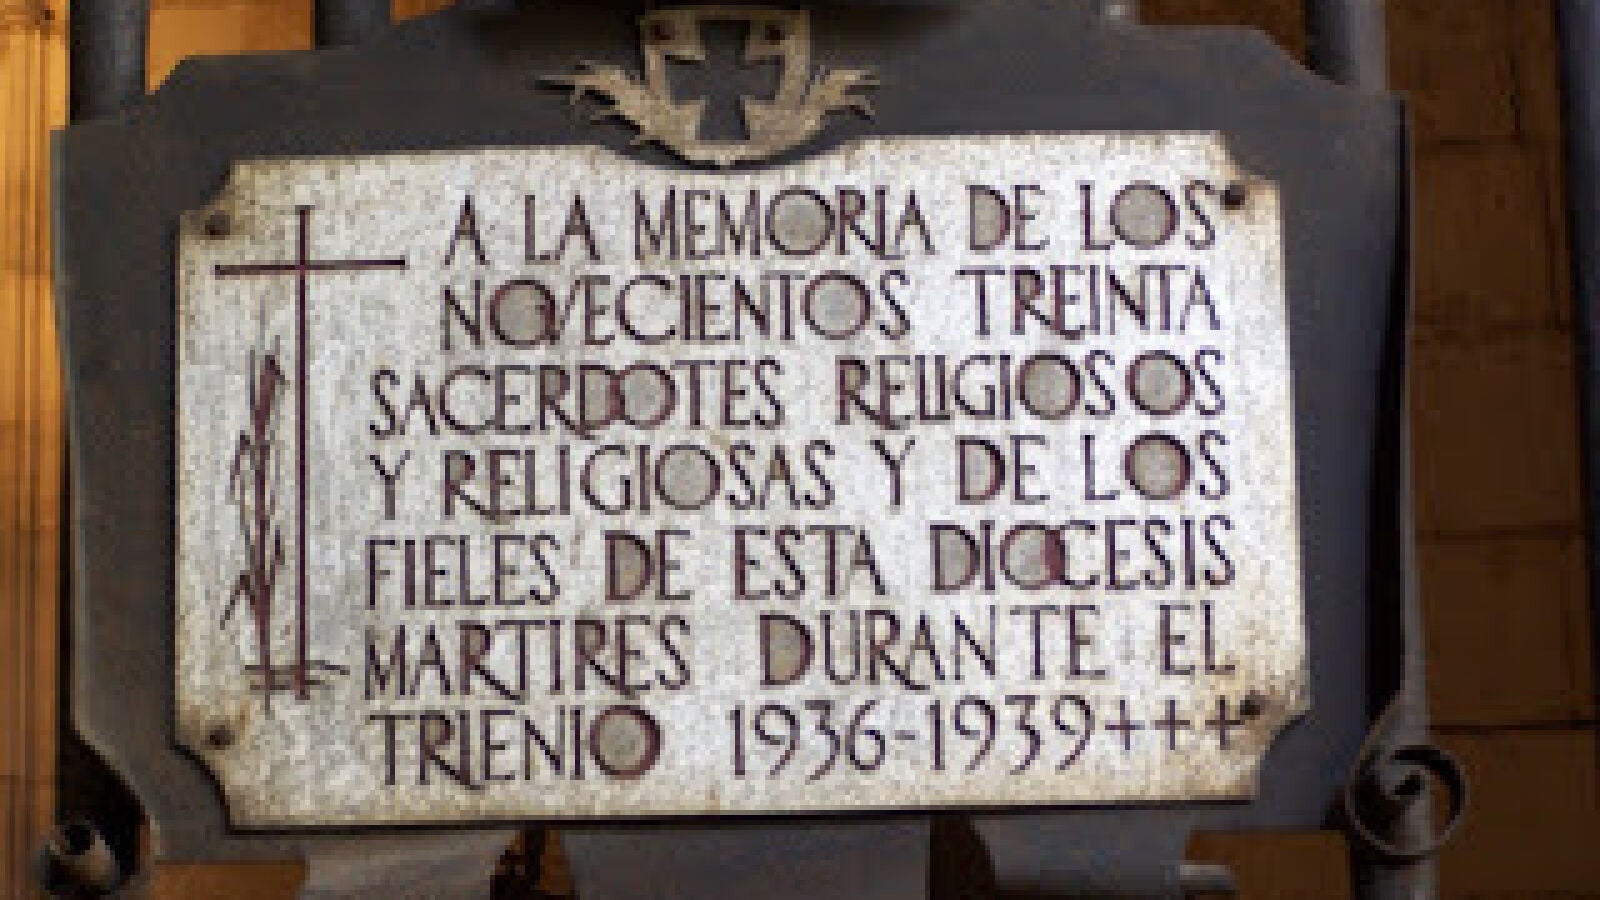 A LA MEMORIA DE LOS
NOVECIENTOS TREINTA
SACERDOTES RELIGIOSOS
Y RELIGIOSAS Y DE LOS
FIELES DE ESTA DIOCESIS
MARTIRES DURANTE EL
TRIENIO 1936-1939+++